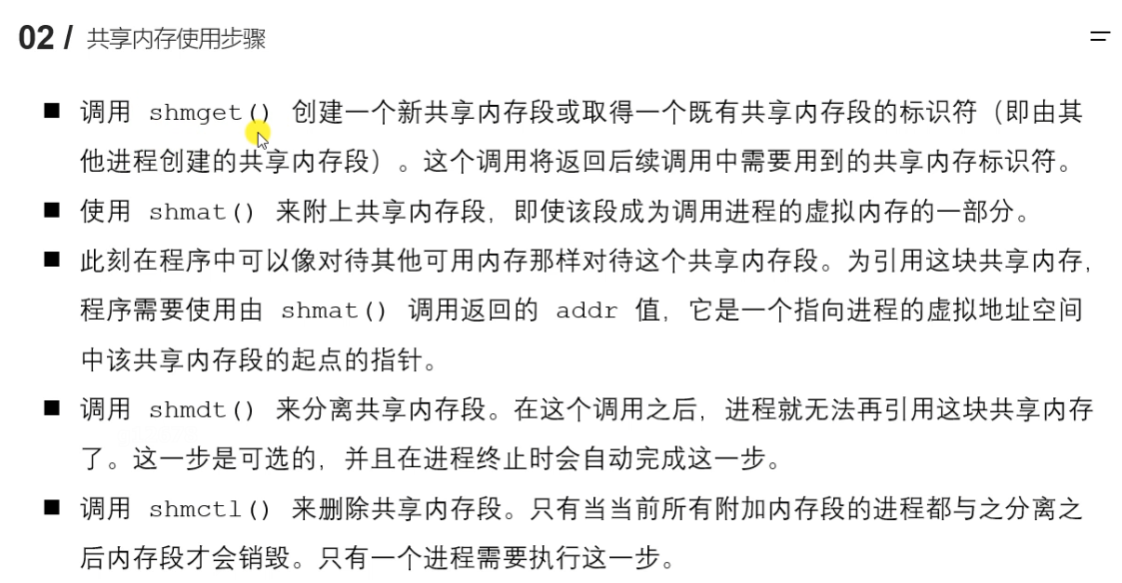 02 / 共享内存使用步骤
■ 调用 shmget() 创建一个新共享内存段或取得一个既有共享内存段的标识符（即由其
他进程创建的共享内存段）。这个调用将返回后续调用中需要用到的共享内存标识符。
■ 使用 shmat() 来附上共享内存段，即使该段成为调用进程的虚拟内存的一部分。
■ 此刻在程序中可以像对待其他可用内存那样对待这个共享内存段。为引用这块共享内存，
程序需要使用由 shmat() 调用返回的 addr 值，它是一个指向进程的虚拟地址空间
中该共享内存段的起点的指针。
■ 调用 shmdt() 来分离共享内存段。在这个调用之后，进程就无法再引用这块共享内存
了。这一步是可选的，并且在进程终止时会自动完成这一步。
■ 调用 shmctl() 来删除共享内存段。只有当当前所有附加内存段的进程都与之分离之
后内存段才会销毁。只有一个进程需要执行这一步。